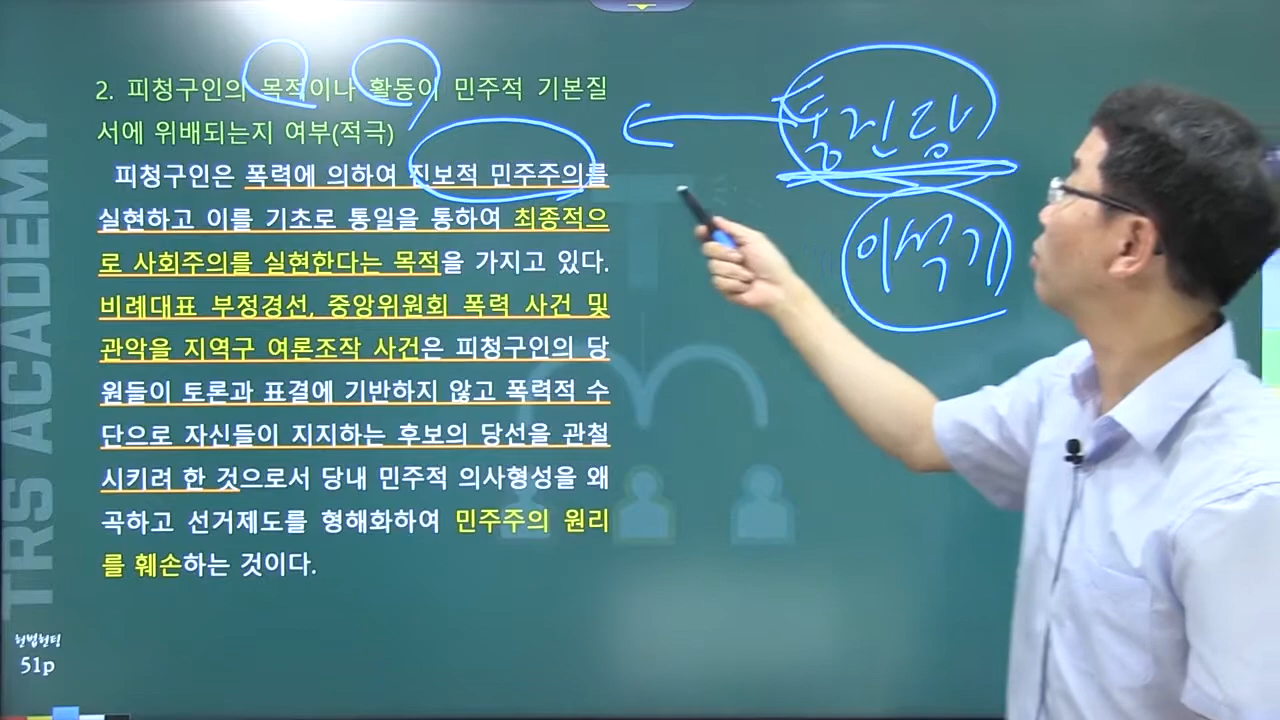 2. 피청구인의 목적이나 활동이 민주적 기본질
서에 위배되는지 여부(적극)
피청구인은 폭력에 의하여 진보적 민주주의를
실현하고 이를 기초로 통일을 통하여 최종적으
로 사회주의를 실현한다는 목적을 가지고 있다.
비례대표 부정경선, 중앙위원회 폭력 사건 및
관악을 지역구 여론조작 사건은 피청구인의 당
원들이 토론과 표결에 기반하지 않고 폭력적 수
단으로 자신들이 지지하는 후보의 당선을 관철
시키려 한 것으로서 당내 민주적 의사형성을 왜
곡하고 선거제도를 형해화하여 민주주의 원리
를 훼손하는 것이다.
통진당
이석기
TRS ACADEMY
헌법헌팅
51p